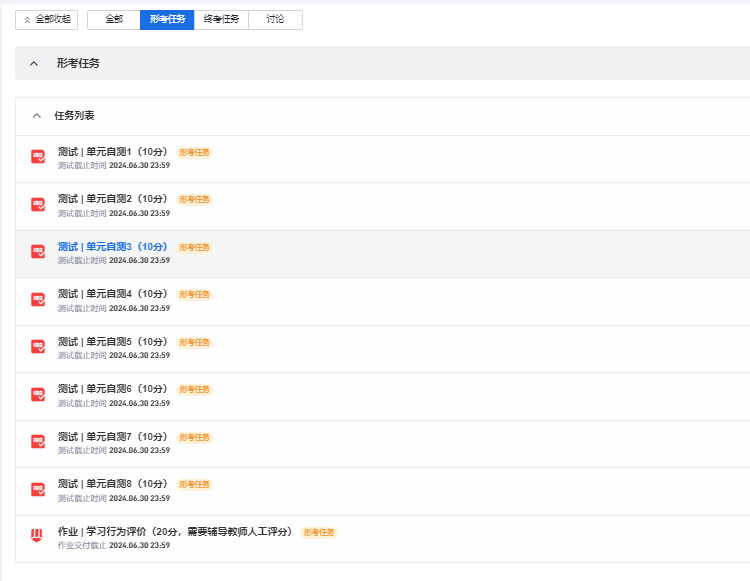 全部收起 全部 形考任务 终考任务 讨论
形考任务
任务列表
测试 | 单元自测1（10分） 形考任务
测试截止时间 2024.06.30 23:59
测试 | 单元自测2（10分） 形考任务
测试截止时间 2024.06.30 23:59
测试 | 单元自测3（10分） 形考任务
测试截止时间 2024.06.30 23:59
测试 | 单元自测4（10分） 形考任务
测试截止时间 2024.06.30 23:59
测试 | 单元自测5（10分） 形考任务
测试截止时间 2024.06.30 23:59
测试 | 单元自测6（10分） 形考任务
测试截止时间 2024.06.30 23:59
测试 | 单元自测7（10分） 形考任务
测试截止时间 2024.06.30 23:59
测试 | 单元自测8（10分） 形考任务
测试截止时间 2024.06.30 23:59
作业 | 学习行为评价（20分，需要辅导教师人工评分） 形考任务
作业交付截止 2024.06.30 23:59